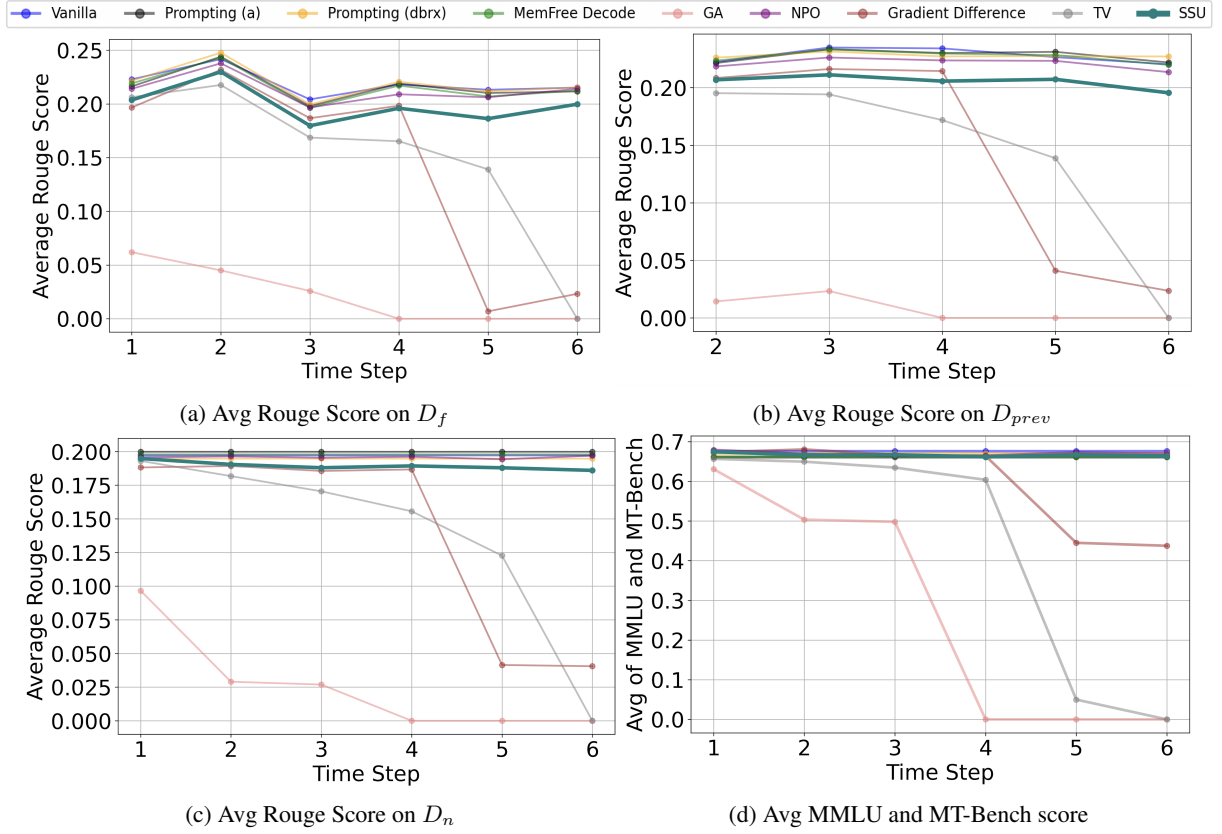 Vanilla Prompting (a) Prompting (dbrx) MemFree Decode GA NPO Gradient Difference TV SSU
Average Rouge Score
0.25
0.20
0.15
0.10
0.05
0.00
1 2 3 4 5 6
Time Step
(a) Avg Rouge Score on D_f
Average Rouge Score
0.20
0.15
0.10
0.05
0.00
2 3 4 5 6
Time Step
(b) Avg Rouge Score on D_{prev}
Average Rouge Score
0.200
0.175
0.150
0.125
0.100
0.075
0.050
0.025
0.000
1 2 3 4 5 6
Time Step
(c) Avg Rouge Score on D_n
Avg of MMLU and MT-Bench
0.7
0.6
0.5
0.4
0.3
0.2
0.1
0.0
1 2 3 4 5 6
Time Step
(d) Avg MMLU and MT-Bench score